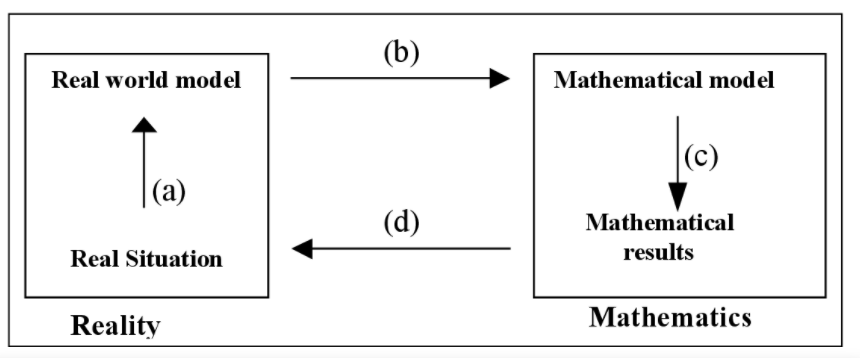 (b)
Real world model
Mathematical model
(a)
(c)
Real Situation
(d)
Mathematical
results
Reality
Mathematics